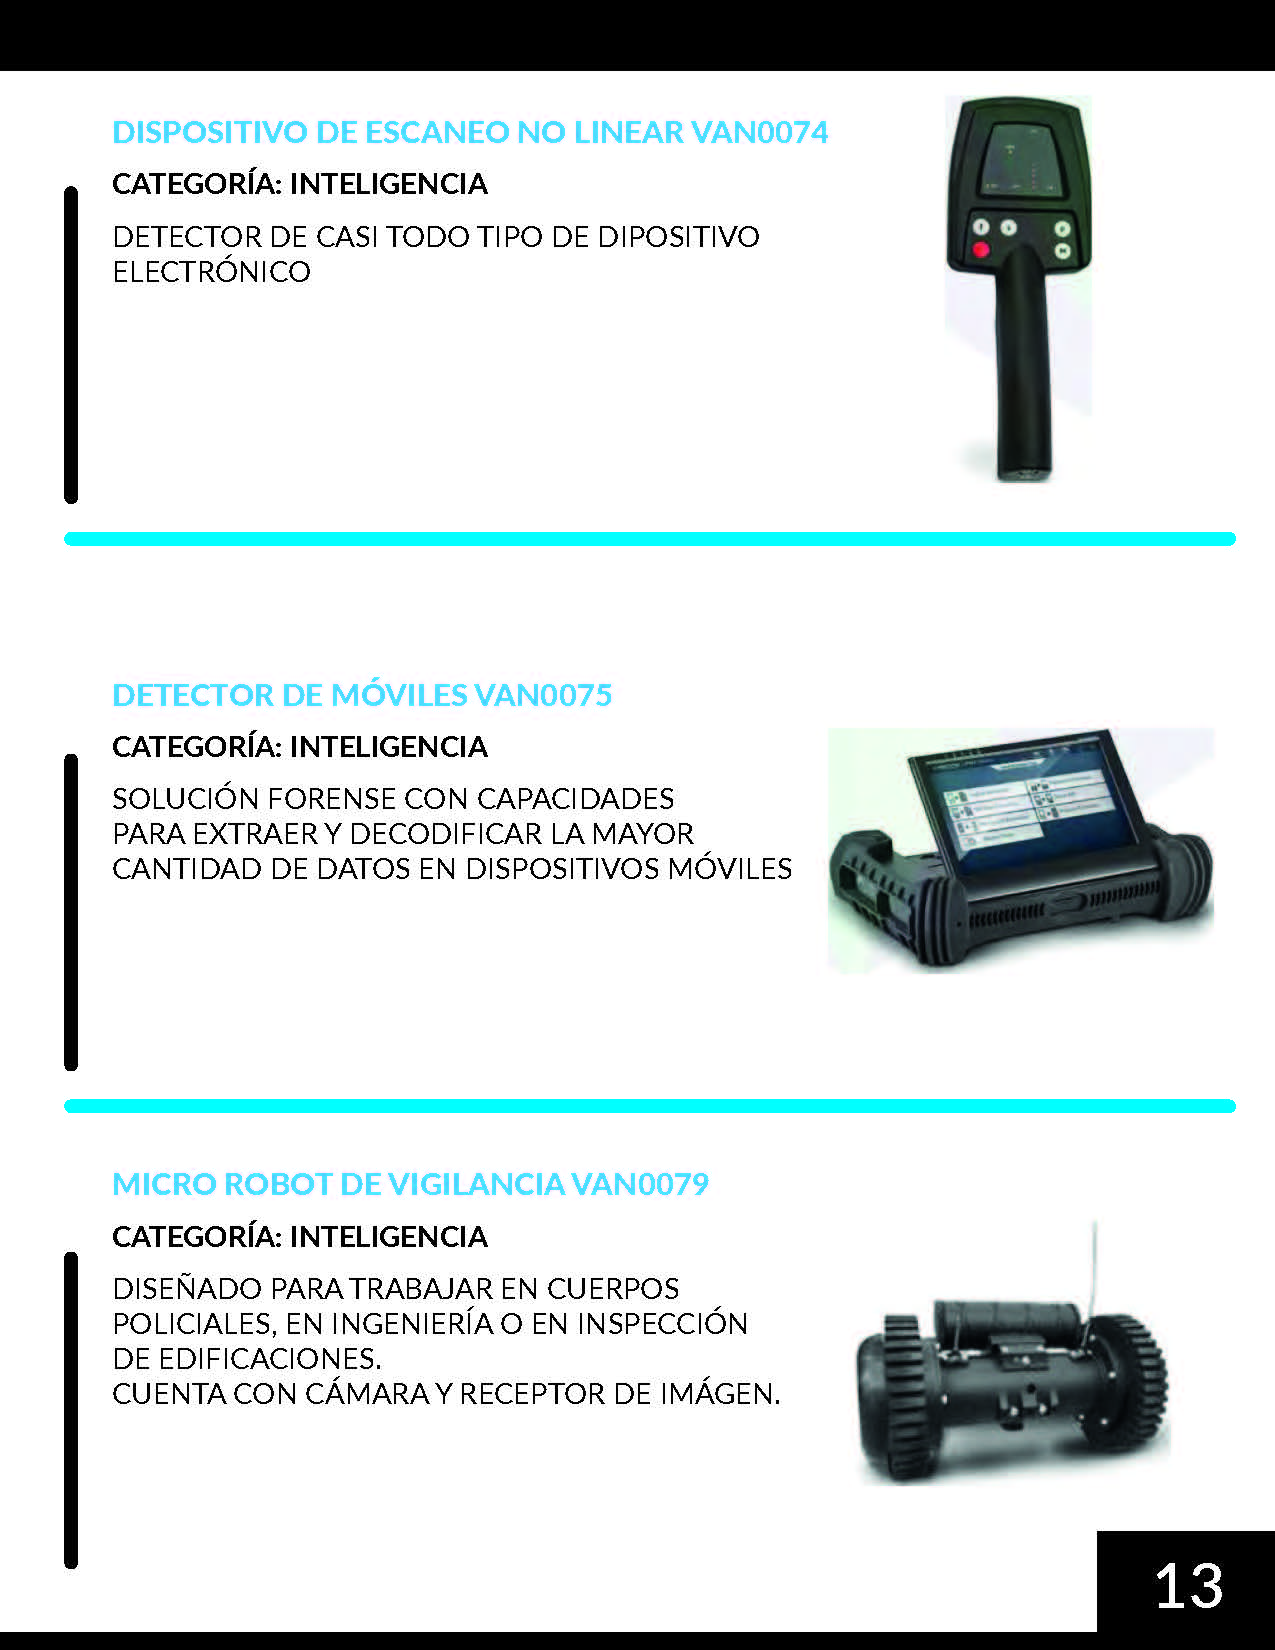 DISPOSITIVO DE ESCANEO NO LINEAR VAN0074
CATEGORÍA: INTELIGENCIA
DETECTOR DE CASI TODO TIPO DE DIPOSITIVO
ELECTRÓNICO
DETECTOR DE MÓVILES VAN0075
CATEGORÍA: INTELIGENCIA
SOLUCIÓN FORENSE CON CAPACIDADES
PARA EXTRAER Y DECODIFICAR LA MAYOR
CANTIDAD DE DATOS EN DISPOSITIVOS MÓVILES
MICRO ROBOT DE VIGILANCIA VAN0079
CATEGORÍA: INTELIGENCIA
DISEÑADO PARA TRABAJAR EN CUERPOS
POLICIALES, EN INGENIERÍA O EN INSPECCIÓN
DE EDIFICACIONES.
CUENTA CON CÁMARA Y RECEPTOR DE IMÁGEN.
13